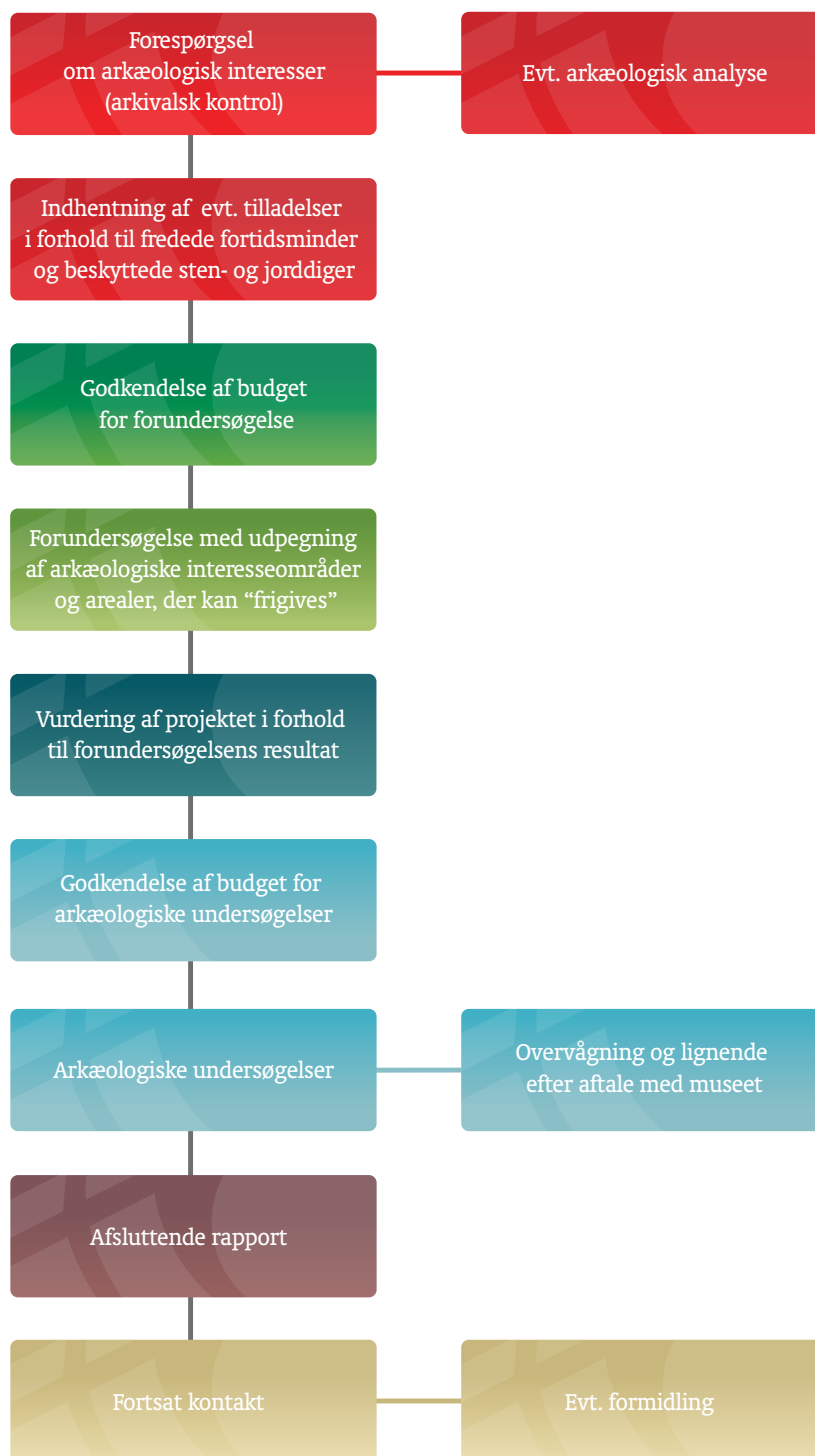 Forespørgsel
om arkæologisk interesser
(arkivalsk kontrol)
Evt. arkæologisk analyse
Indhentning af evt. tilladelser
i forhold til fredede fortidsminder
og beskyttede sten- og jorddiger
Godkendelse af budget
for forundersøgelse
Forundersøgelse med udpegning
af arkæologiske interesseområder
og arealer, der kan “frigives”
Vurdering af projektet i forhold
til forundersøgelsens resultat
Godkendelse af budget for
arkæologiske undersøgelser
Arkæologiske undersøgelser
Overvågning og lignende
efter aftale med museet
Afsluttende rapport
Fortsat kontakt
Evt. formidling